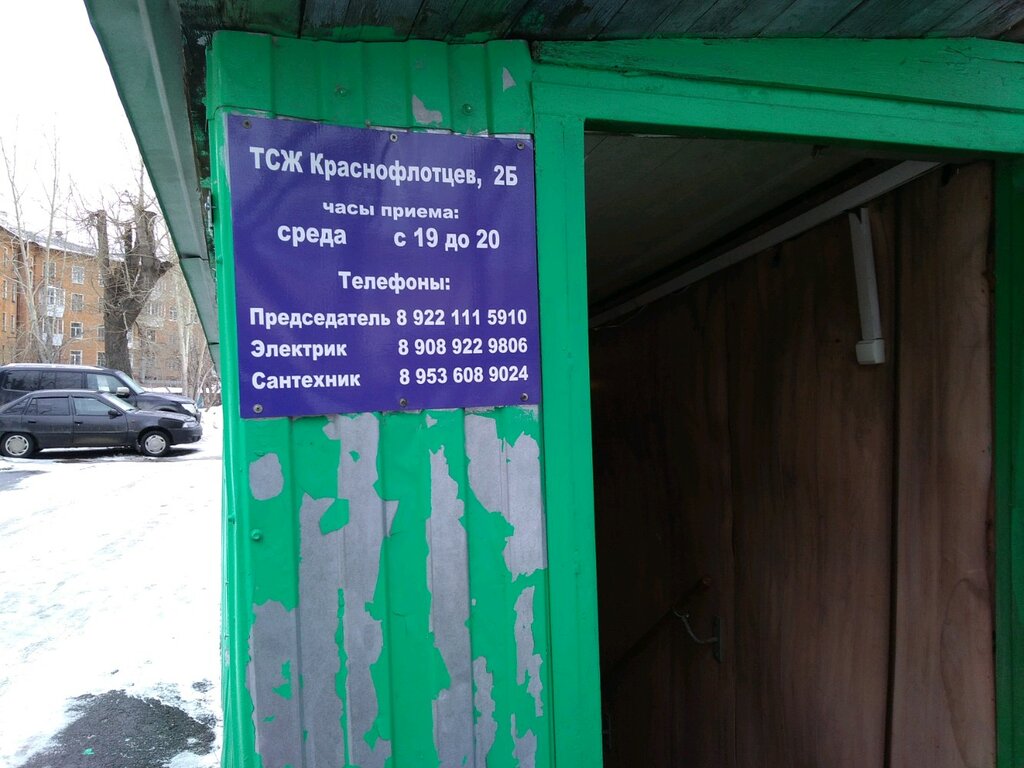 ТСЖ Краснофлотцев, 2Б
часы приема:
среда с 19 до 20
Телефоны:
Председатель 8 922 111 5910
Электрик 8 908 922 9806
Сантехник 8 953 608 9024